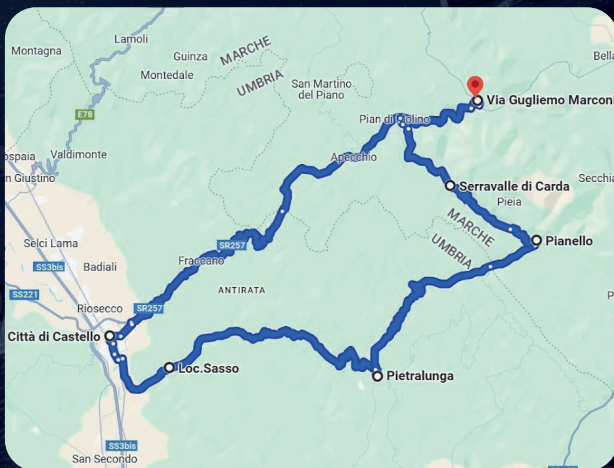 Lamoli
Montagna
Guinza
MARCHE
Bella
Montedale
UMBRIA
San Martino
del Piano
Via Gugliemo Marconi
E78
Pian di Molino
ospaia
Valdimonte
Apecchio
n Giustino
Serravalle di Carda
Secchia
Pieia
Selci Lama
MARCHE
Pianello
SR257
UMBRIA
SS3bis
Badiali
Fraccano
SS221
ANTIRATA
Riosecco
SR257
P
Città di Castello
Loc.Sasso
Pietralunga
SS3bis
San Secondo